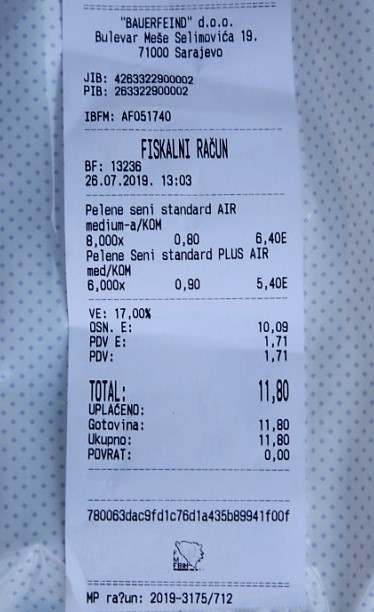 "BAUERFEIND" d.o.o.
Bulevar Meše Selimovića 19.
71000 Sarajevo
JIB: 4263322900002
PIB: 263322900002
IBFM: AF051740
FISKALNI RAČUN
BF: 13236
26.07.2019. 13:03
Pelene seni standard AIR
medium-a/KOM
8,000x 0,80 6,40E
Pelene Seni standard PLUS AIR
med/KOM
6,000x 0,90 5,40E
VE: 17,00%
OSN. E: 10,09
PDV E: 1,71
PDV: 1,71
TOTAL: 11,80
UPLAĆENO:
Gotovina: 11,80
Ukupno: 11,80
POVRAT: 0,00
780063dac9fd1c76d1a435b89941f00f
MP ra?un: 2019-3175/712